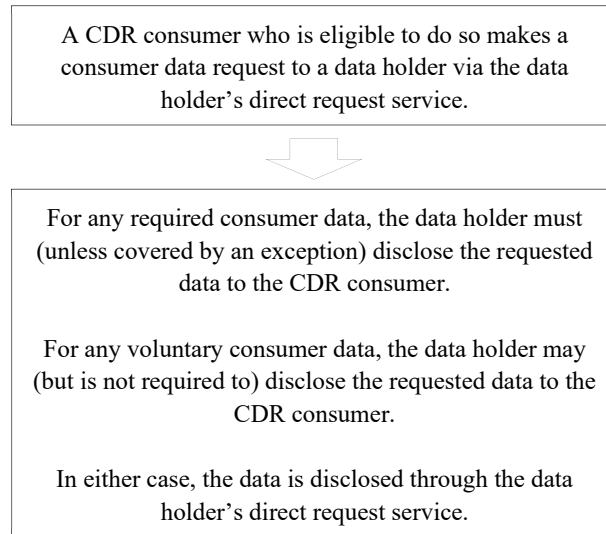 A CDR consumer who is eligible to do so makes a
consumer data request to a data holder via the data
holder’s direct request service.
For any required consumer data, the data holder must
(unless covered by an exception) disclose the requested
data to the CDR consumer.
For any voluntary consumer data, the data holder may
(but is not required to) disclose the requested data to the
CDR consumer.
In either case, the data is disclosed through the data
holder’s direct request service.